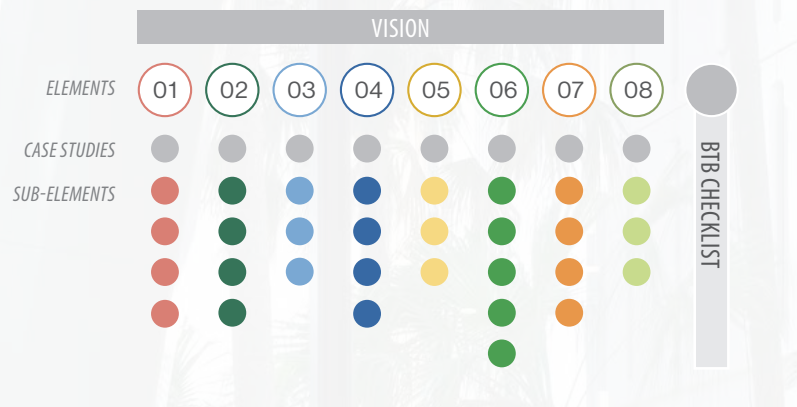 VISION
ELEMENTS 01 02 03 04 05 06 07 08
CASE STUDIES
SUB-ELEMENTS
BTB CHECKLIST